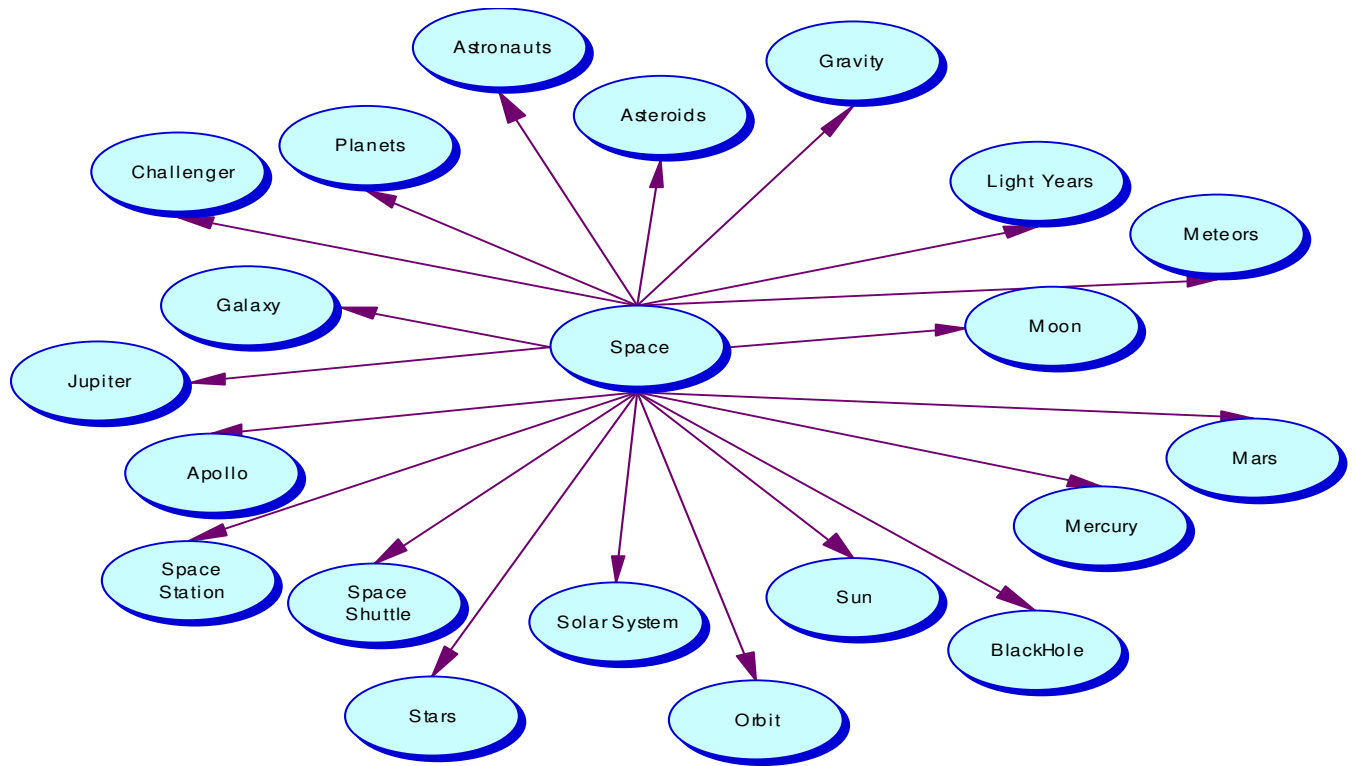 Astronauts
Gravity
Asteroids
Planets
Challenger
Light Years
Meteors
Galaxy
Moon
Space
Jupiter
Mars
Apollo
Mercury
Space
Station
Space
Shuttle
Sun
Solar System
BlackHole
Stars
Orbit